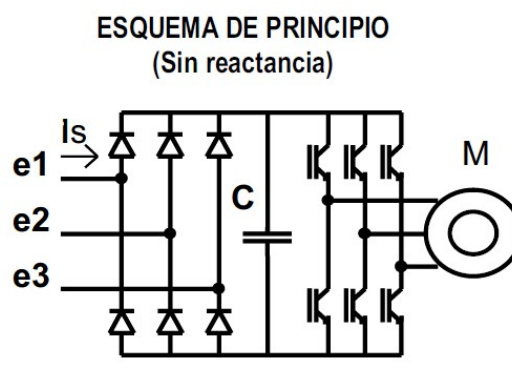 ESQUEMA DE PRINCIPIO
(Sin reactancia)
Is
M
e1
C
e2
e3